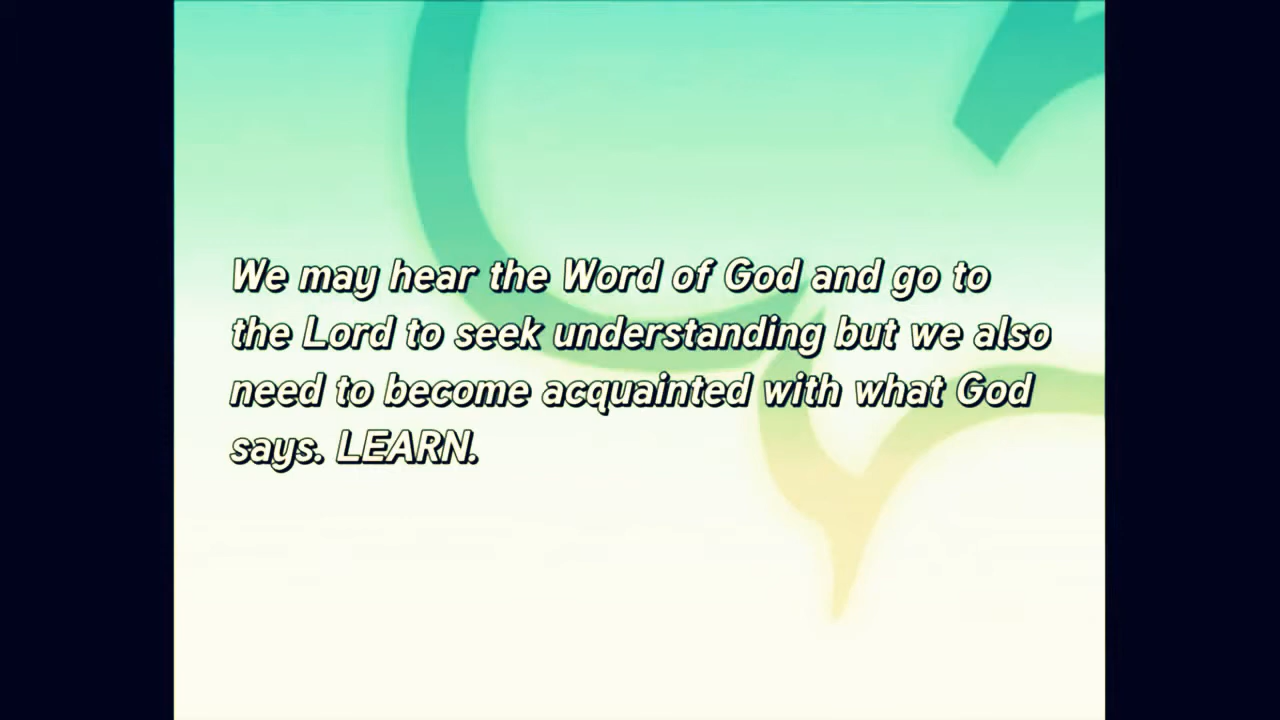 We may hear the Word of God and go to
the Lord to seek understanding but we also
need to become acquainted with what God
says. LEARN.